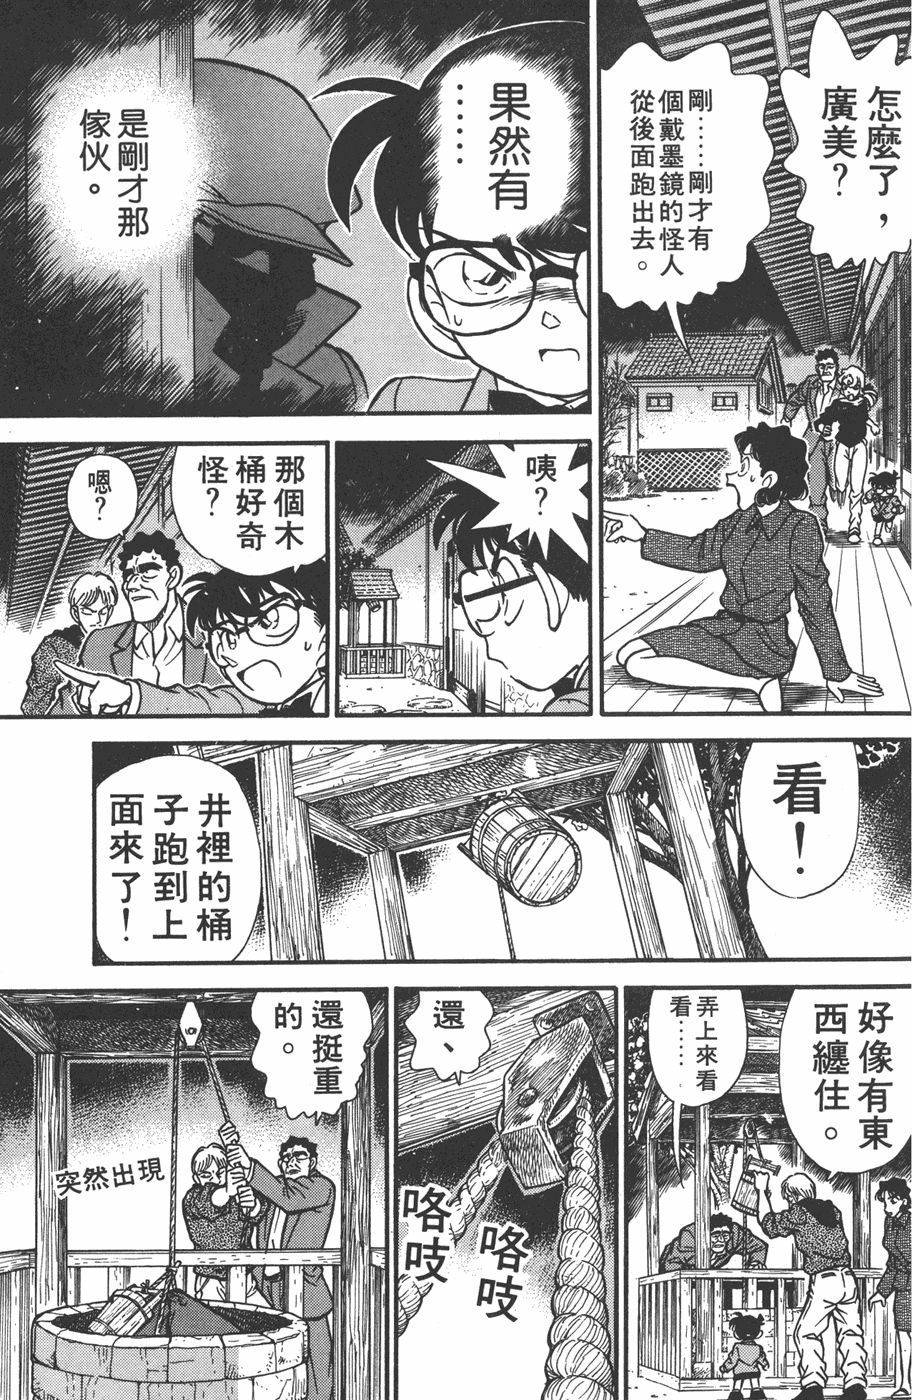 怎麼了，
廣美？
剛……剛才有
個戴墨鏡的怪人
從後面跑出去。
果然有
……
是剛才那
傢伙。
咦？
那個木
桶好奇
怪？
嗯？
看！
井裡的桶
子跑到上
面來了！
好像有東
西纏住。
弄上來看
看……
還、
咯吱
咯吱
還挺重
的。
突然出現